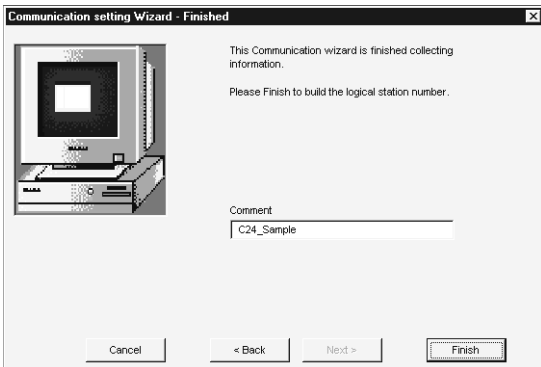 Communication setting Wizard - Finished
This Communication wizard is finished collecting
information.
Please Finish to build the logical station number.
Comment
C24_Sample
Cancel
< Back
Next >
Finish